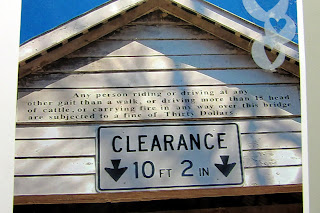 Any person riding or driving at any
other gait than a walk, or driving more than 15 head
of cattle, or carrying fire in any way over this bridge
are subjected to a fine of Thirty Dollars
CLEARANCE
10 FT 2 IN